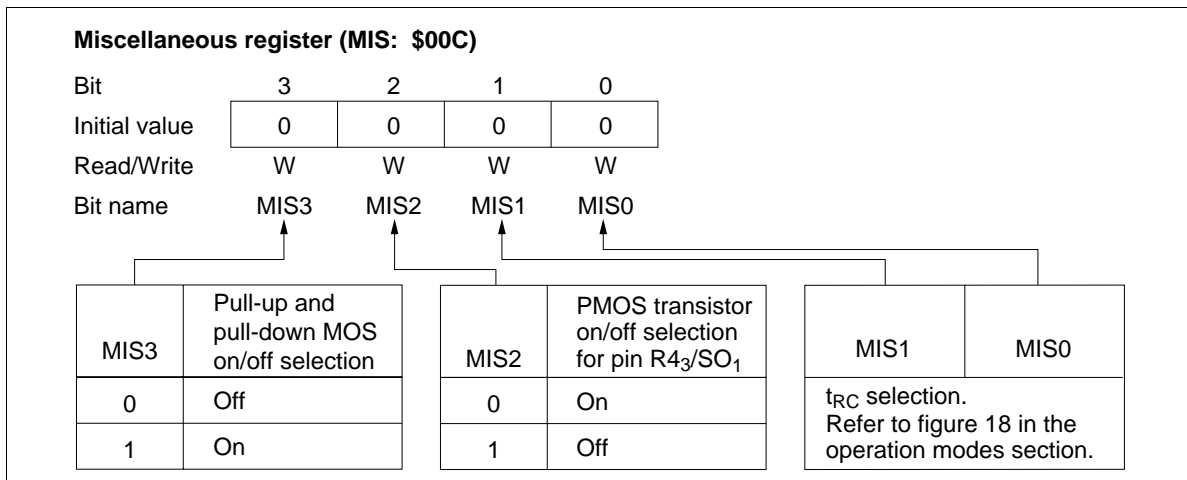 Miscellaneous register (MIS: $00C)
Bit 3 2 1 0
Initial value 0 0 0 0
Read/Write W W W W
Bit name MIS3 MIS2 MIS1 MIS0
MIS3
Pull-up and
pull-down MOS
on/off selection
0 Off
1 On
MIS2
PMOS transistor
on/off selection
for pin R4₃/SO₁
0 On
1 Off
MIS1 MIS0
tRC selection.
Refer to figure 18 in the
operation modes section.